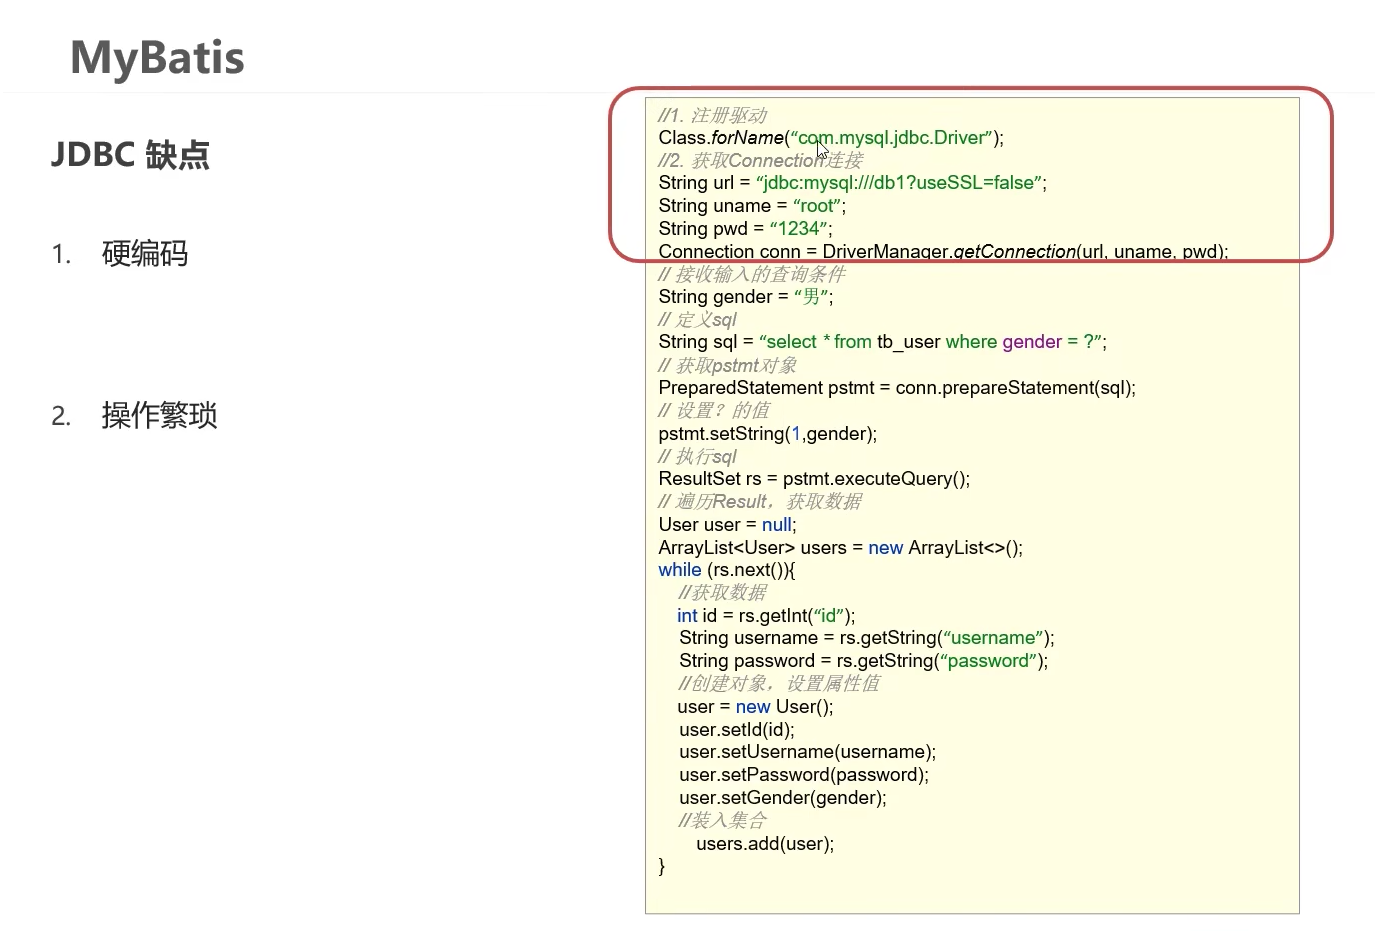 MyBatis
JDBC 缺点
1. 硬编码
2. 操作繁琐
//1. 注册驱动
Class.forName(“com.mysql.jdbc.Driver”);
//2. 获取Connection连接
String url = “jdbc:mysql:///db1?useSSL=false”;
String uname = “root”;
String pwd = “1234”;
Connection conn = DriverManager.getConnection(url, uname, pwd);
// 接收输入的查询条件
String gender = “男”;
// 定义sql
String sql = “select * from tb_user where gender = ?”;
// 获取pstmt对象
PreparedStatement pstmt = conn.prepareStatement(sql);
// 设置？的值
pstmt.setString(1,gender);
// 执行sql
ResultSet rs = pstmt.executeQuery();
// 遍历Result，获取数据
User user = null;
ArrayList<User> users = new ArrayList<>();
while (rs.next()){
//获取数据
int id = rs.getInt(“id”);
String username = rs.getString(“username”);
String password = rs.getString(“password”);
//创建对象，设置属性值
user = new User();
user.setId(id);
user.setUsername(username);
user.setPassword(password);
user.setGender(gender);
//装入集合
users.add(user);
}